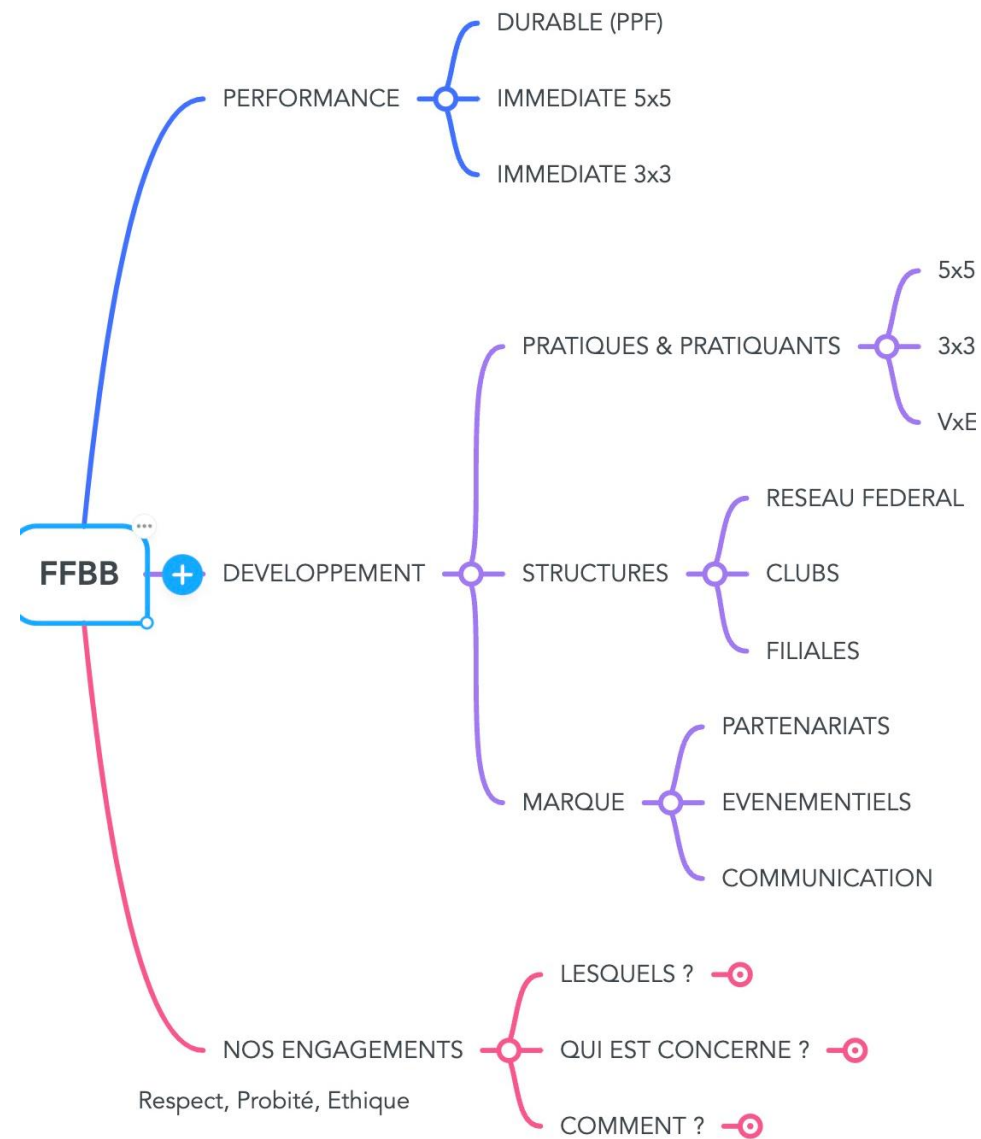 DURABLE (PPF)
PERFORMANCE
IMMEDIATE 5x5
IMMEDIATE 3x3
5x5
PRATIQUES & PRATIQUANTS
3x3
VxE
RESEAU FEDERAL
FFBB
DEVELOPPEMENT
STRUCTURES
CLUBS
FILIALES
PARTENARIATS
MARQUE
EVENEMENTIELS
COMMUNICATION
LESQUELS ?
NOS ENGAGEMENTS
QUI EST CONCERNE ?
Respect, Probité, Ethique
COMMENT ?